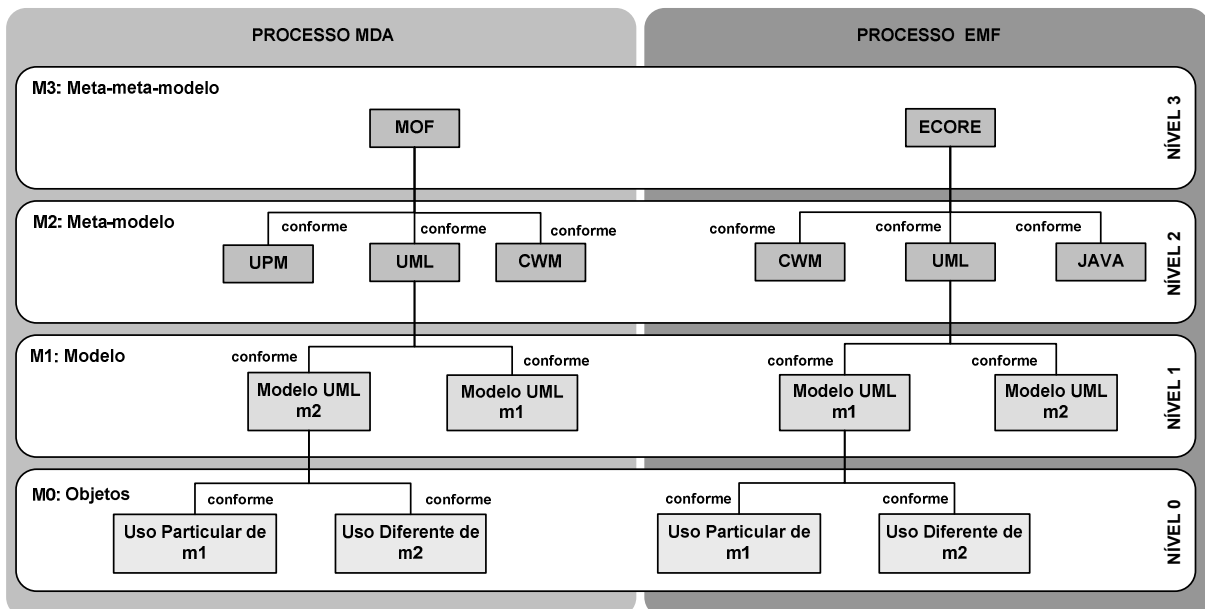 PROCESSO MDA
PROCESSO EMF
M3: Meta-meta-modelo
MOF
ECORE
NÍVEL 3
M2: Meta-modelo
conforme
conforme
conforme
conforme
conforme
conforme
UPM
UML
CWM
CWM
UML
JAVA
NÍVEL 2
M1: Modelo
conforme
conforme
conforme
conforme
Modelo UML
m2
Modelo UML
m1
Modelo UML
m1
Modelo UML
m2
NÍVEL 1
M0: Objetos
conforme
conforme
conforme
conforme
Uso Particular de
m1
Uso Diferente de
m2
Uso Particular de
m1
Uso Diferente de
m2
NÍVEL 0